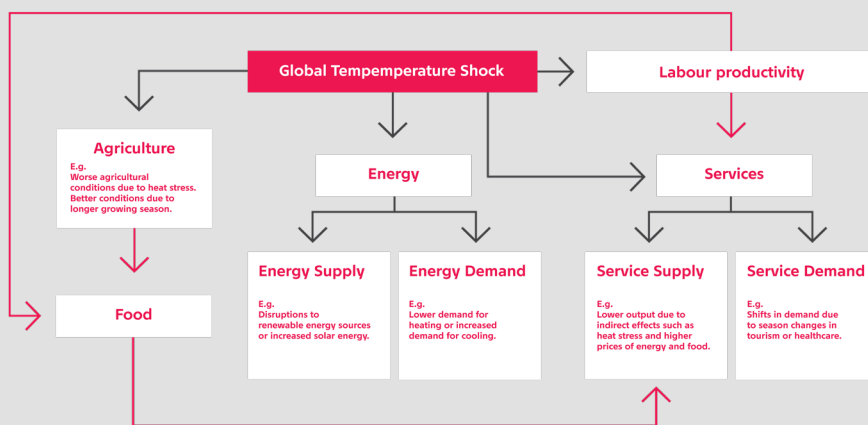 Global Tempemperature Shock
Labour productivity
Agriculture
E.g.
Worse agricultural
conditions due to heat stress.
Better conditions due to
longer growing season.
Energy
Services
Energy Supply
E.g.
Disruptions to
renewable energy sources
or increased solar energy.
Energy Demand
E.g.
Lower demand for
heating or increased
demand for cooling.
Service Supply
E.g.
Lower output due to
indirect effects such as
heat stress and higher
prices of energy and food.
Service Demand
E.g.
Shifts in demand due
to season changes in
tourism or healthcare.
Food